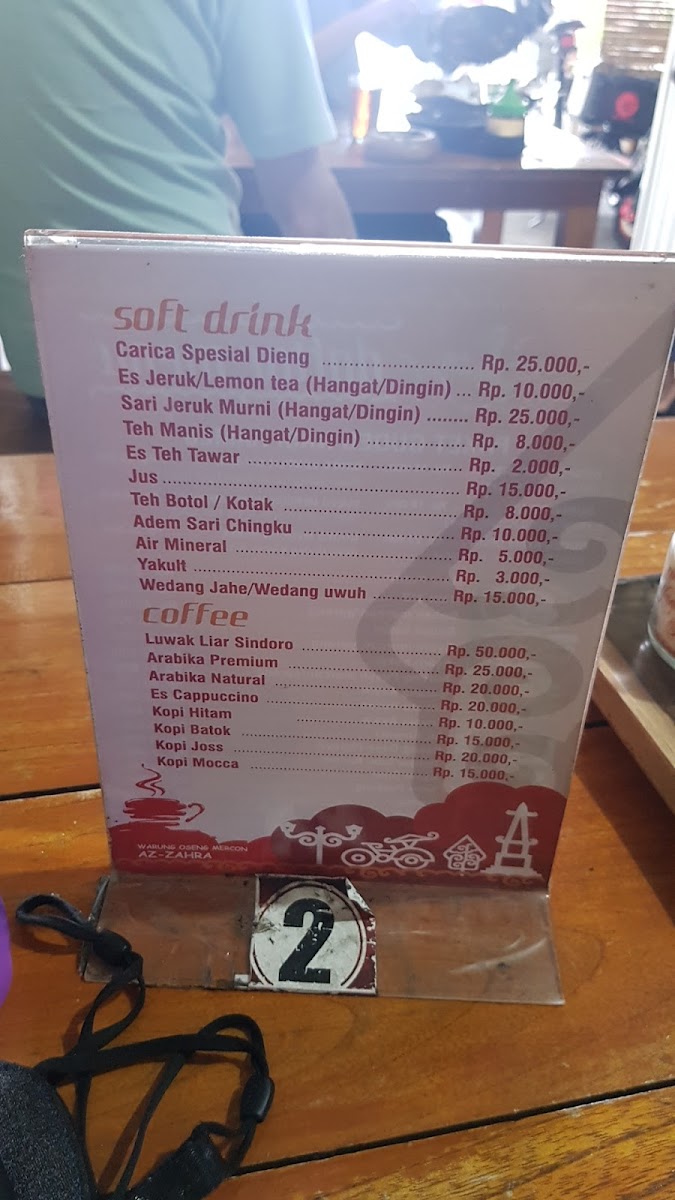 soft drink
Carica Spesial Dieng ............................ Rp. 25.000,-
Es Jeruk/Lemon tea (Hangat/Dingin) ... Rp. 10.000,-
Sari Jeruk Murni (Hangat/Dingin) ........ Rp. 25.000,-
Teh Manis (Hangat/Dingin) ................... Rp. 8.000,-
Es Teh Tawar ........................................ Rp. 2.000,-
Jus ........................................................ Rp. 15.000,-
Teh Botol / Kotak .................................. Rp. 8.000,-
Adem Sari Chingku ............................... Rp. 10.000,-
Air Mineral ............................................ Rp. 5.000,-
Yakult .................................................... Rp. 3.000,-
Wedang Jahe/Wedang uwuh ............... Rp. 15.000,-
coffee
Luwak Liar Sindoro ............................. Rp. 50.000,-
Arabika Premium ................................. Rp. 25.000,-
Arabika Natural .................................... Rp. 20.000,-
Es Cappuccino ..................................... Rp. 20.000,-
Kopi Hitam ............................ Rp. 10.000,-
Kopi Batok .......................................... Rp. 15.000,-
Kopi Joss ............................................ Rp. 20.000,-
Kopi Mocca ........................................ Rp. 15.000,-
WARUNG OSENG MERCON
AZ-ZAHRA
2